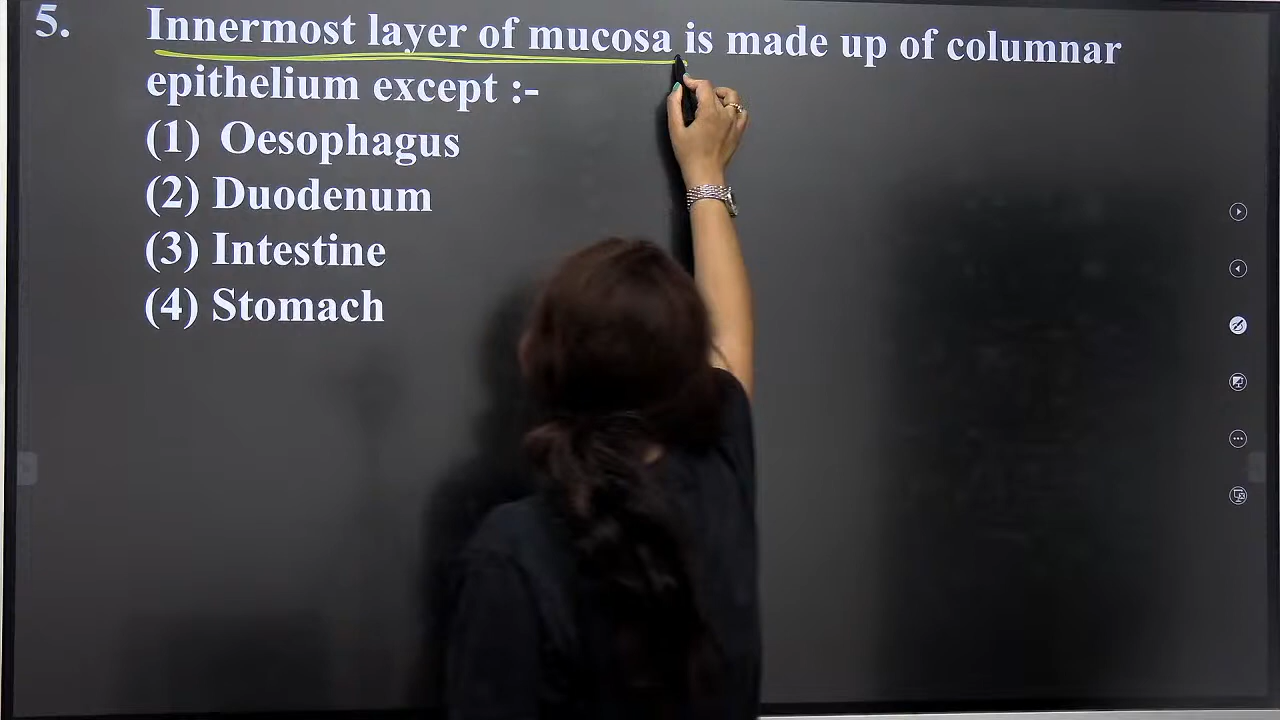 5. Innermost layer of mucosa is made up of columnar
epithelium except :-
(1) Oesophagus
(2) Duodenum
(3) Intestine
(4) Stomach